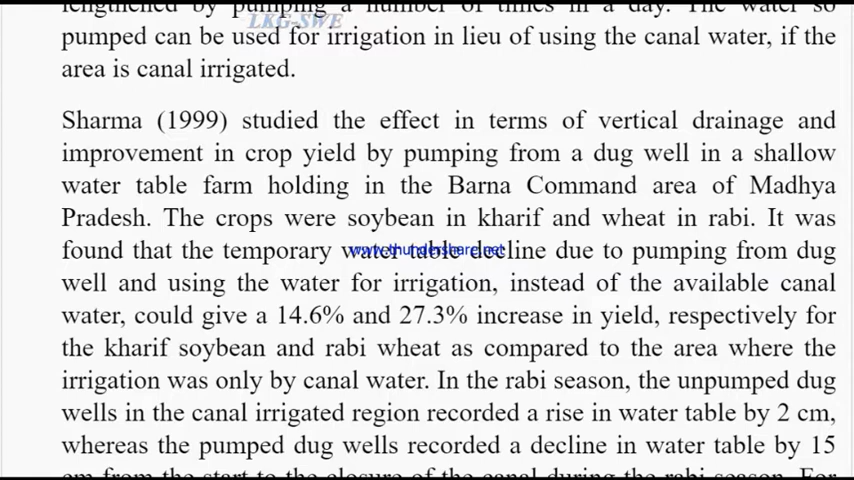 lengthened by pumping a number of times in a day. The water so
LKG-SWE
pumped can be used for irrigation in lieu of using the canal water, if the
area is canal irrigated.
Sharma (1999) studied the effect in terms of vertical drainage and
improvement in crop yield by pumping from a dug well in a shallow
water table farm holding in the Barna Command area of Madhya
Pradesh. The crops were soybean in kharif and wheat in rabi. It was
found that the temporary water table decline due to pumping from dug
www.thundershare.net
well and using the water for irrigation, instead of the available canal
water, could give a 14.6% and 27.3% increase in yield, respectively for
the kharif soybean and rabi wheat as compared to the area where the
irrigation was only by canal water. In the rabi season, the unpumped dug
wells in the canal irrigated region recorded a rise in water table by 2 cm,
whereas the pumped dug wells recorded a decline in water table by 15
cm from the start to the closure of the canal during the rabi season. For